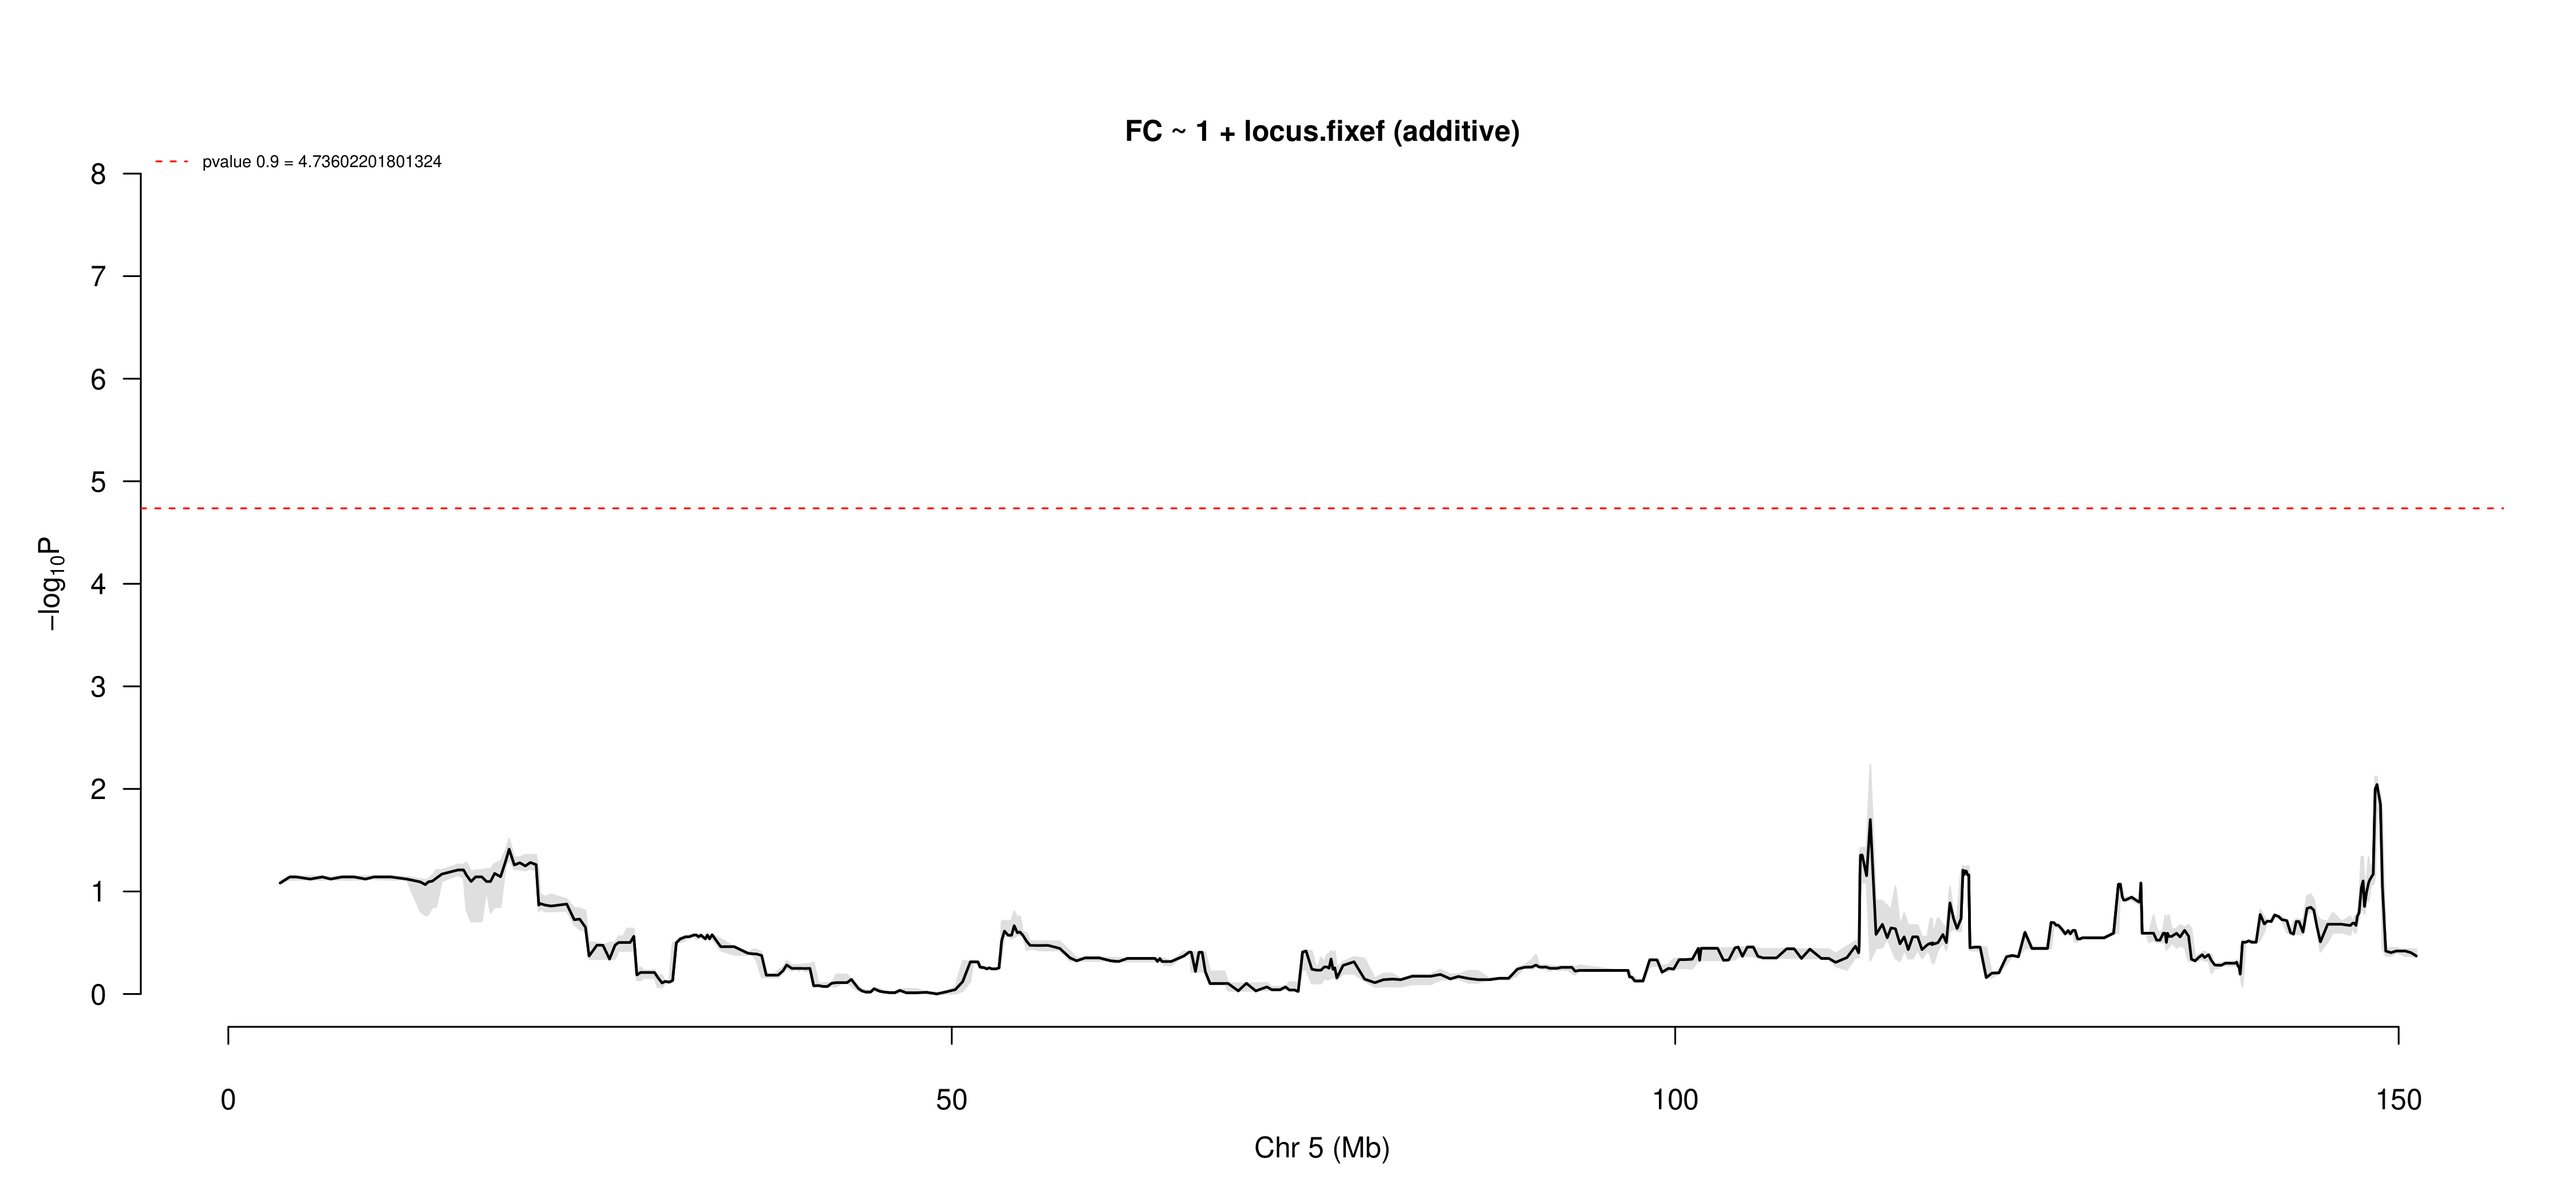 FC ~ 1 + locus.fixef (additive)
pvalue 0.9 = 4.73602201801324
8
7
6
5
4
3
2
1
0
−log10P
0 50 100 150
Chr 5 (Mb)